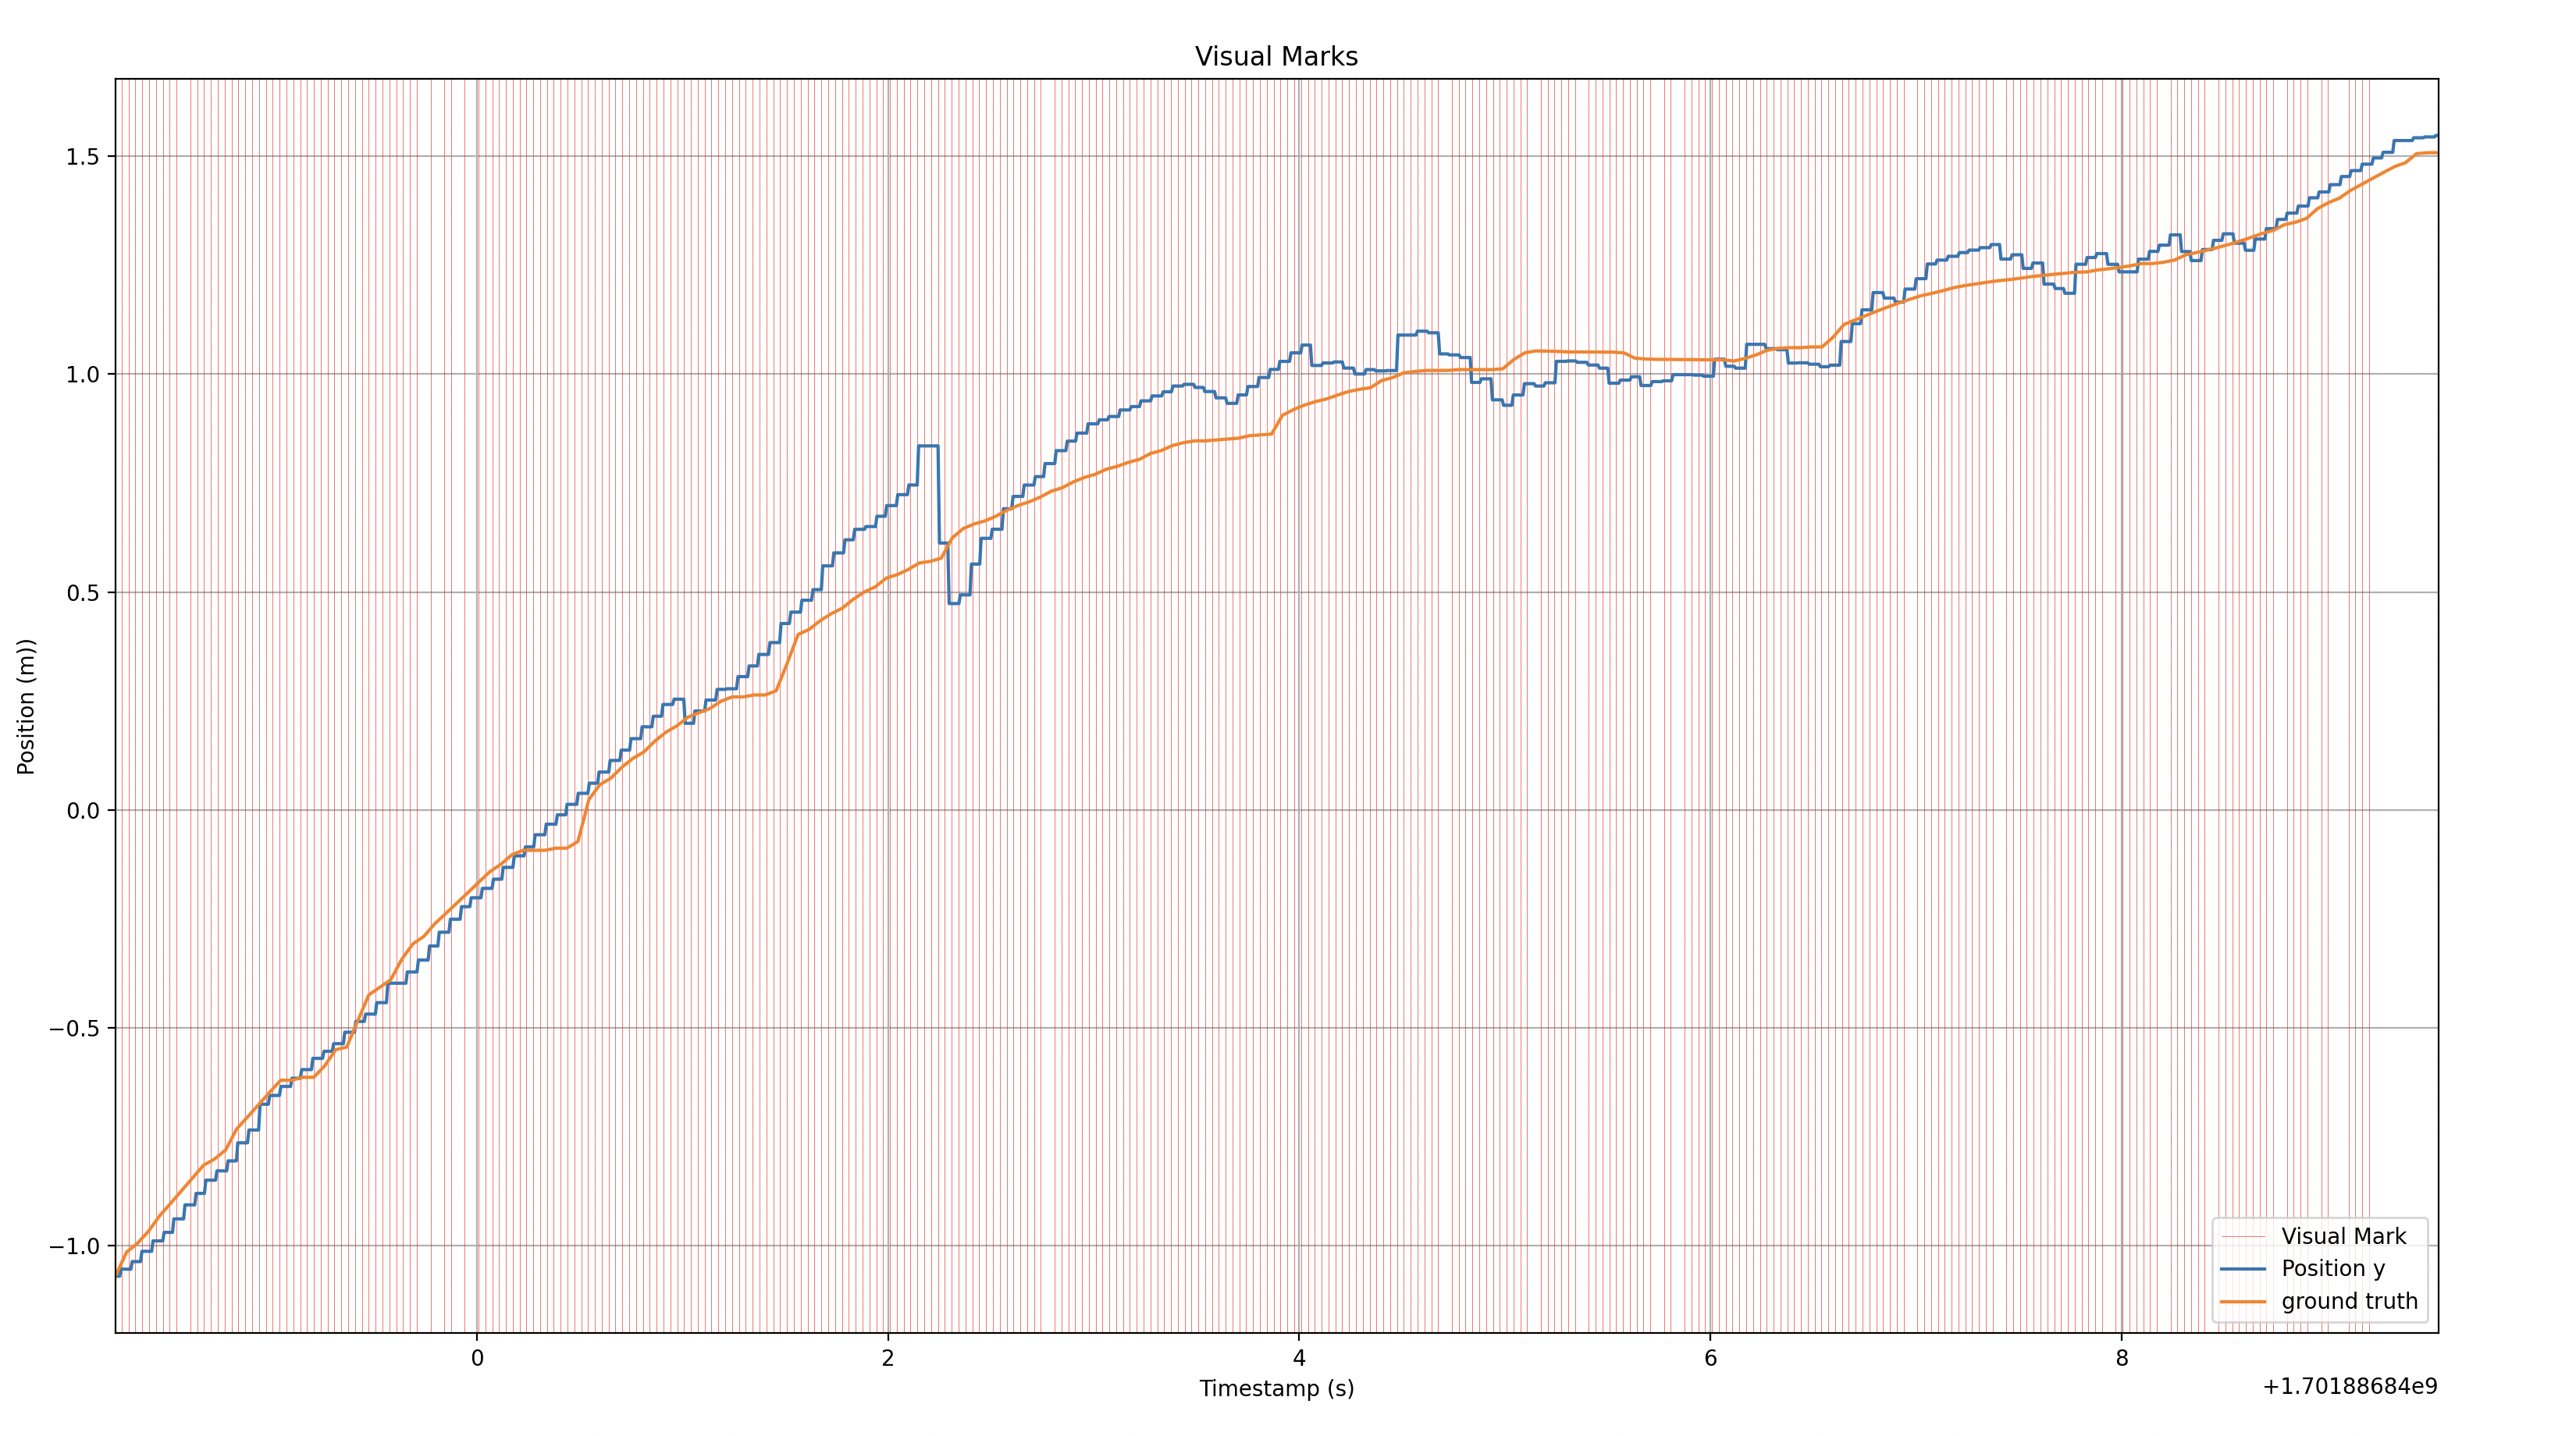 Visual Marks
1.5
1.0
0.5
0.0
−0.5
−1.0
Position (m))
0
2
4
6
8
Timestamp (s)
+1.70188684e9
Visual Mark
Position y
ground truth